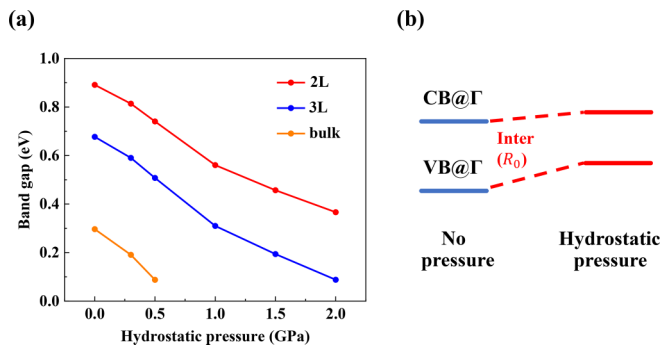 (a)
Band gap (eV)
1.0
0.8
0.6
0.4
0.2
0.0
2L
3L
bulk
0.0 0.5 1.0 1.5 2.0
Hydrostatic pressure (GPa)
(b)
CB@Γ
Inter
(R₀)
VB@Γ
No
pressure
Hydrostatic
pressure